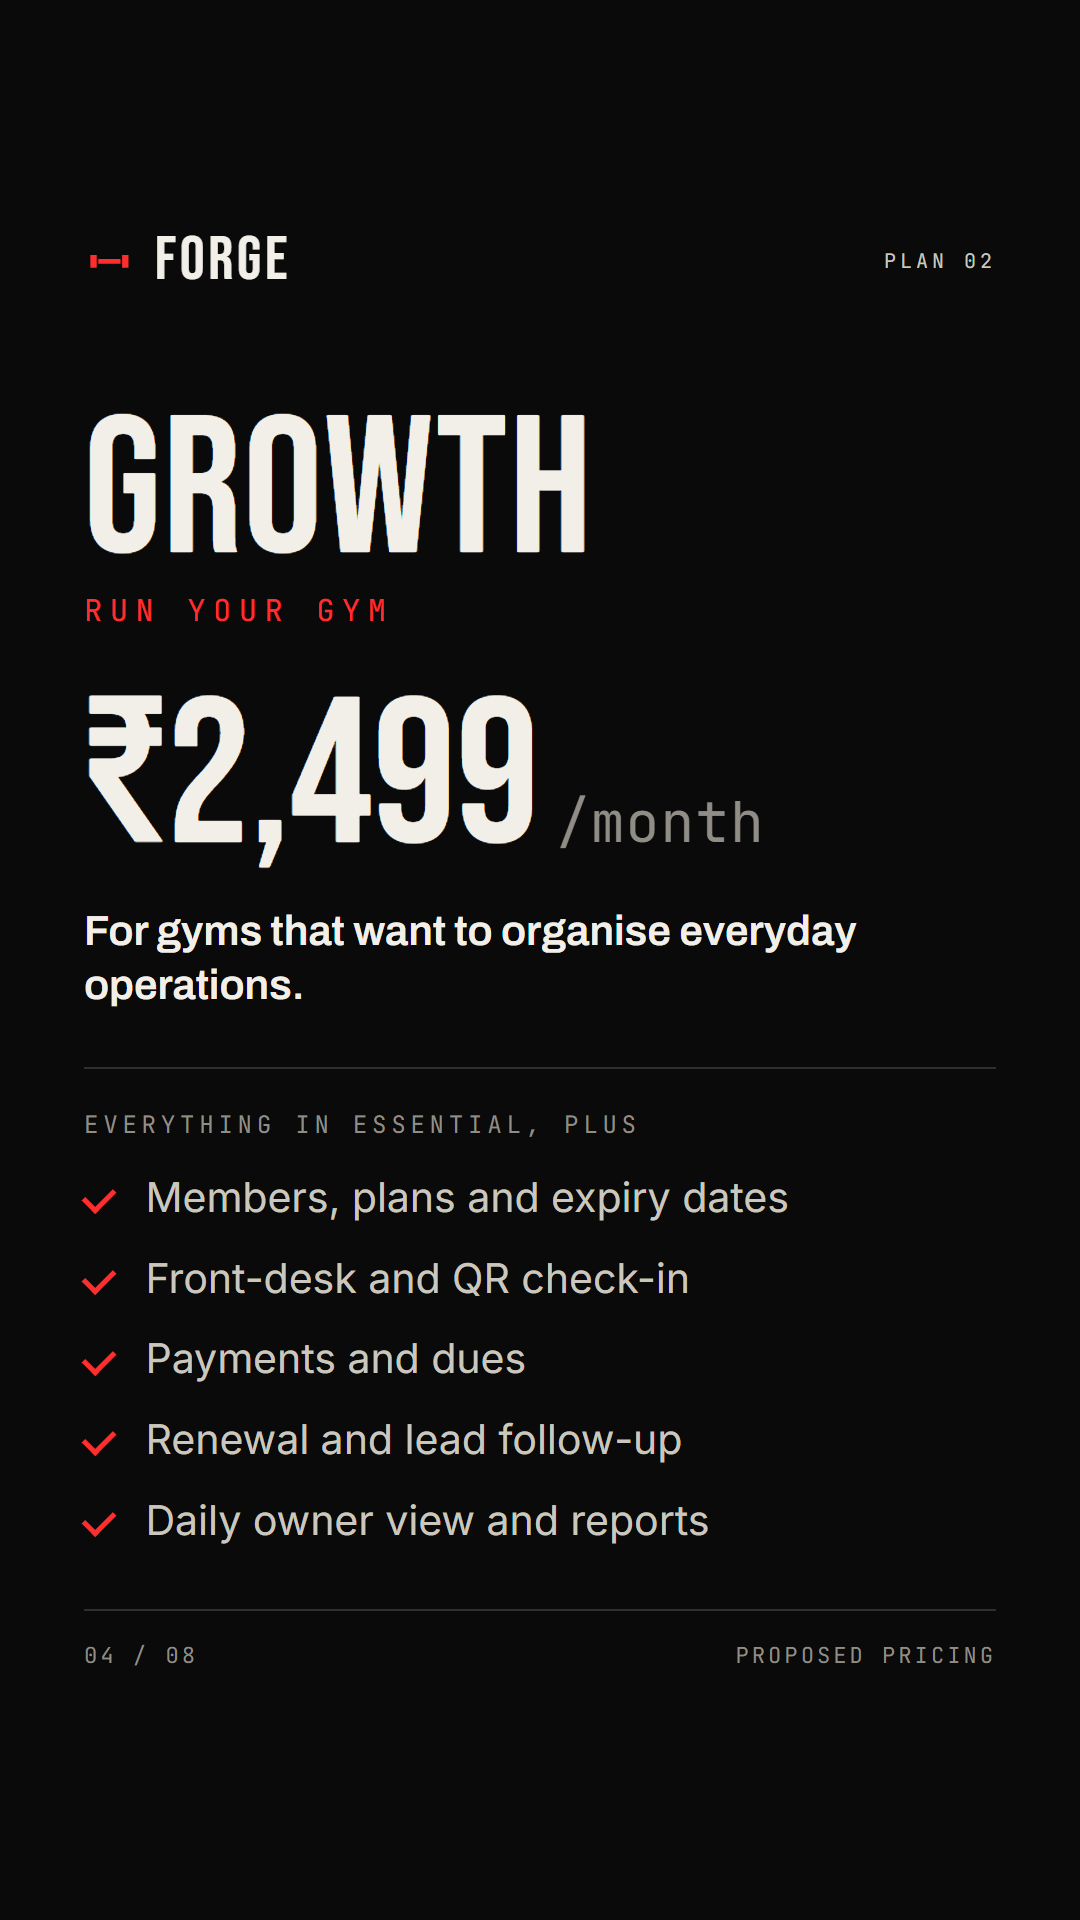 FORGE
PLAN 02
GROWTH
RUN YOUR GYM
₹2,499 /month
For gyms that want to organise everyday
operations.
EVERYTHING IN ESSENTIAL, PLUS
Members, plans and expiry dates
Front-desk and QR check-in
Payments and dues
Renewal and lead follow-up
Daily owner view and reports
04 / 08
PROPOSED PRICING